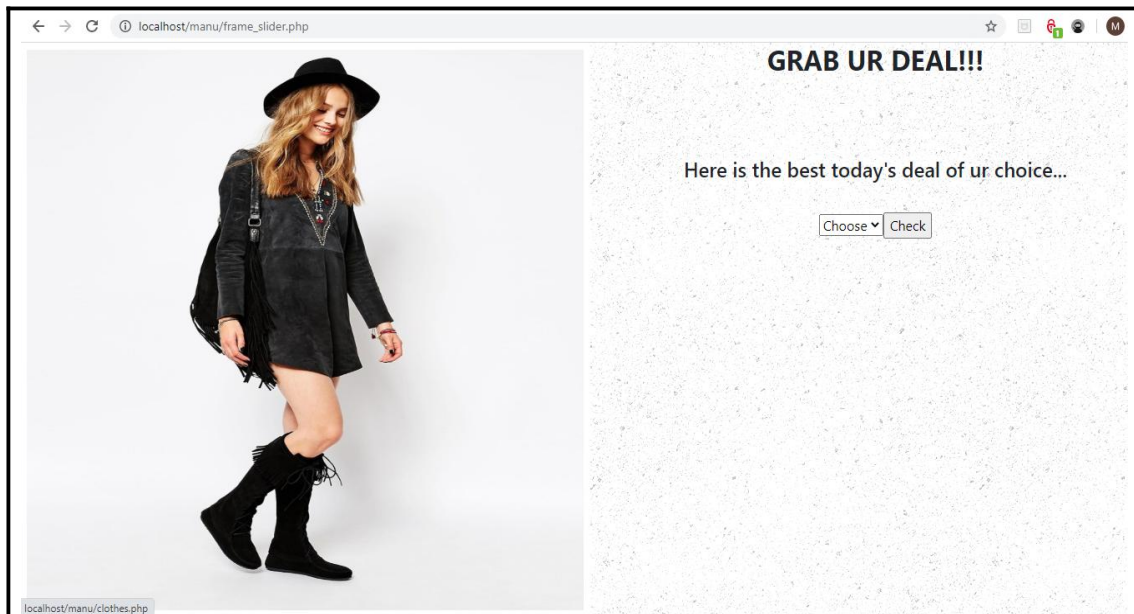 localhost/manu/frame_slider.php
M
1
GRAB UR DEAL!!!
Here is the best today's deal of ur choice...
Choose Check
localhost/manu/clothes.php